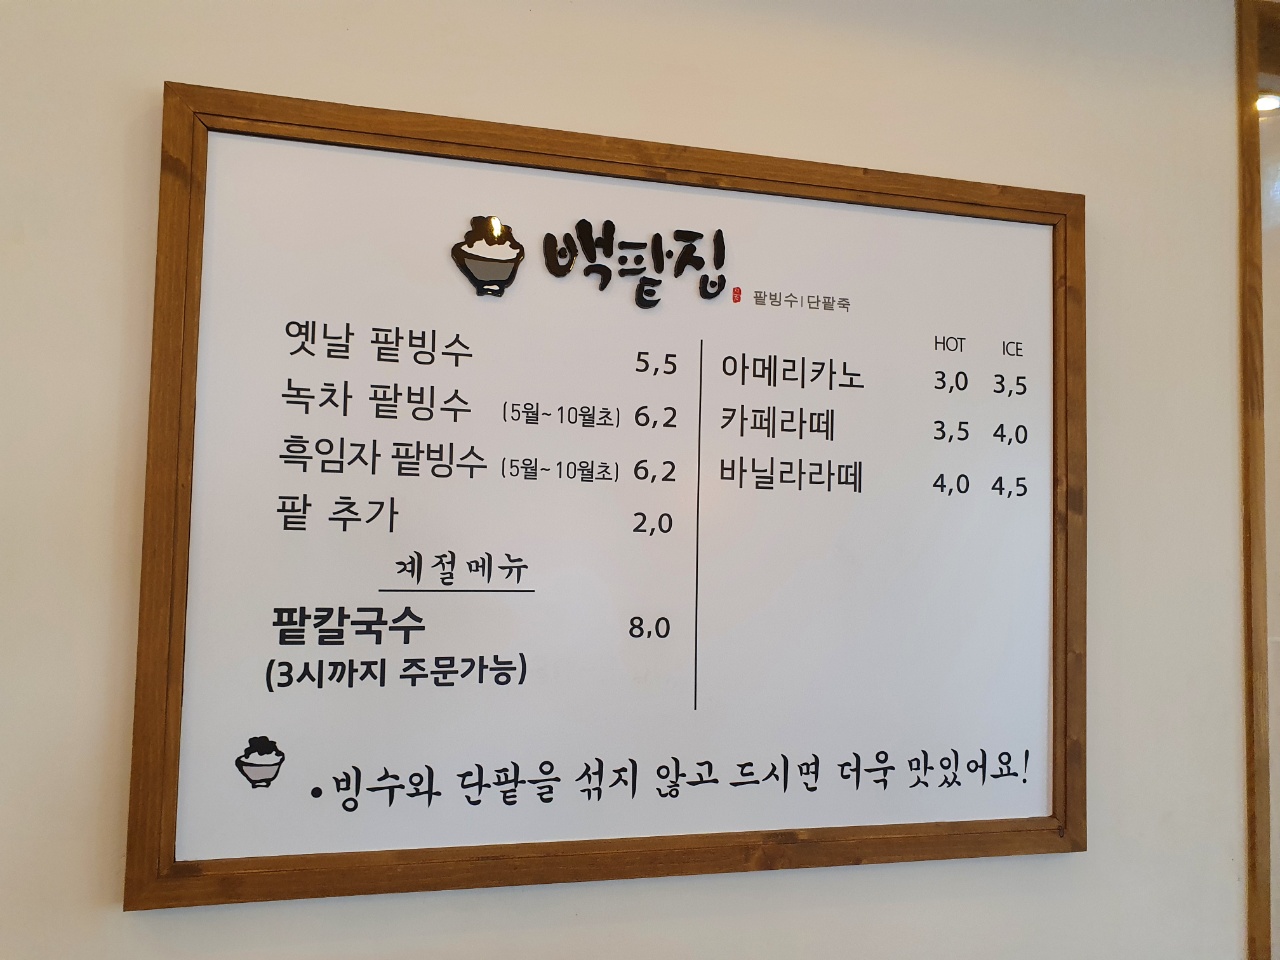 백팥집
팥빙수|단팥죽
옛날 팥빙수 5,5
녹차 팥빙수 (5월~10월초) 6,2
흑임자 팥빙수 (5월~10월초) 6,2
팥 추가 2,0
계절메뉴
팥칼국수 8,0
(3시까지 주문가능)
HOT ICE
아메리카노 3,0 3,5
카페라떼 3,5 4,0
바닐라라떼 4,0 4,5
• 빙수와 단팥을 섞지 않고 드시면 더욱 맛있어요!